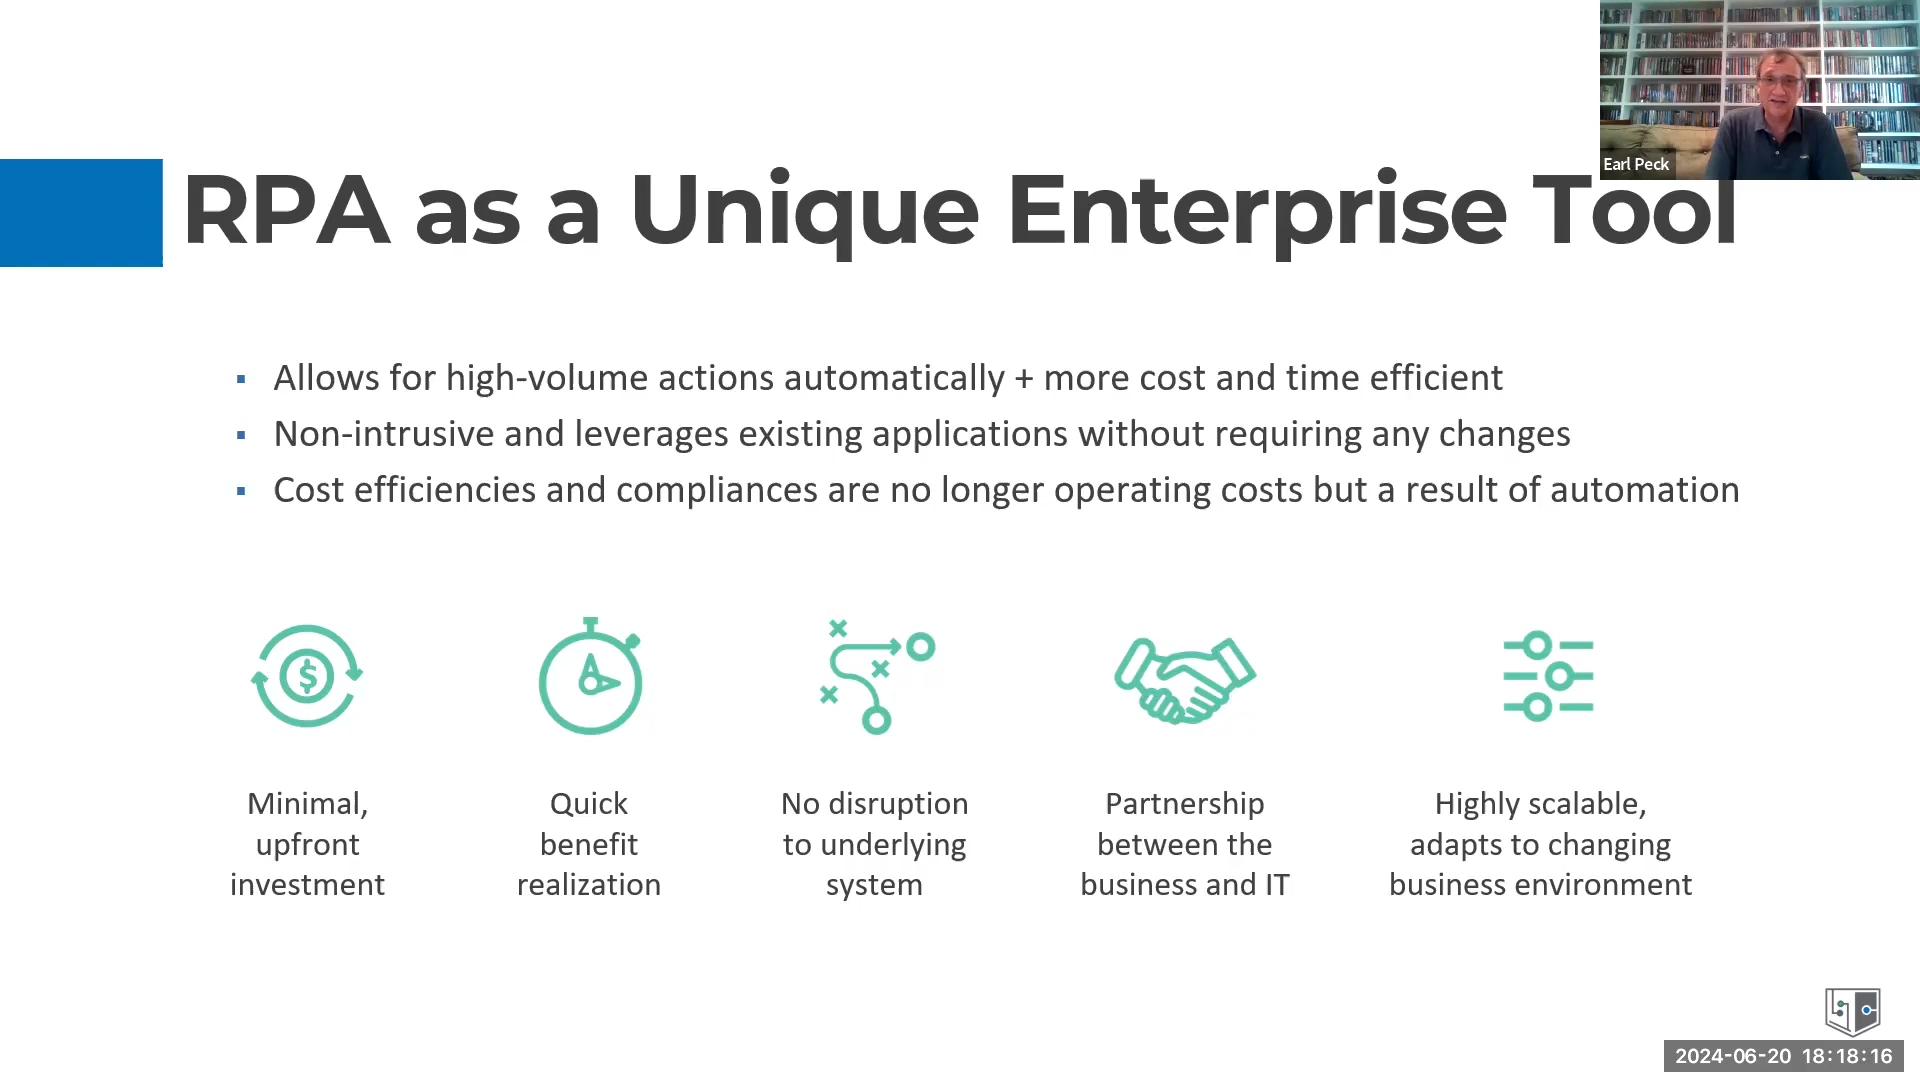 Earl Peck
RPA as a Unique Enterprise Tool
▪ Allows for high-volume actions automatically + more cost and time efficient
▪ Non-intrusive and leverages existing applications without requiring any changes
▪ Cost efficiencies and compliances are no longer operating costs but a result of automation
$
Minimal,
upfront
investment
Quick
benefit
realization
No disruption
to underlying
system
Partnership
between the
business and IT
Highly scalable,
adapts to changing
business environment
2024-06-20 18:18:16